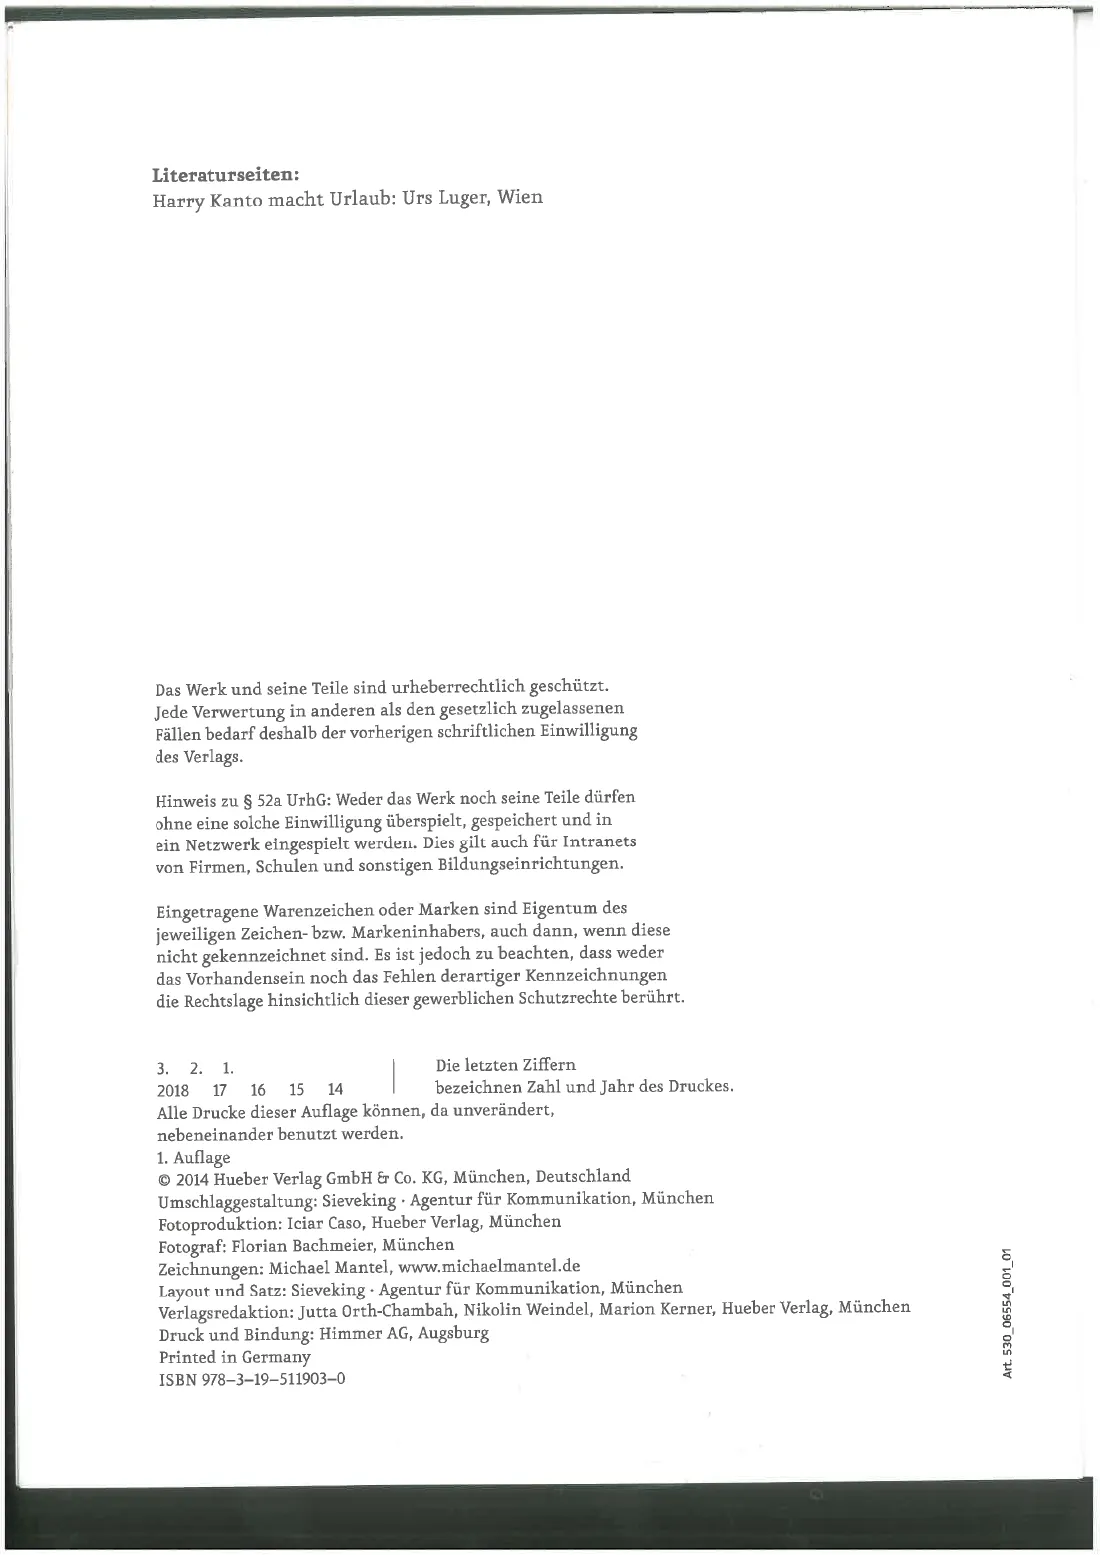 Literaturseiten:
Harry Kanto macht Urlaub: Urs Luger, Wien
Das Werk und seine Teile sind urheberrechtlich geschützt.
Jede Verwertung in anderen als den gesetzlich zugelassenen
Fällen bedarf deshalb der vorherigen schriftlichen Einwilligung
des Verlags.
Hinweis zu § 52a UrhG: Weder das Werk noch seine Teile dürfen
ohne eine solche Einwilligung überspielt, gespeichert und in
ein Netzwerk eingespielt werden. Dies gilt auch für Intranets
von Firmen, Schulen und sonstigen Bildungseinrichtungen.
Eingetragene Warenzeichen oder Marken sind Eigentum des
jeweiligen Zeichen- bzw. Markeninhabers, auch dann, wenn diese
nicht gekennzeichnet sind. Es ist jedoch zu beachten, dass weder
das Vorhandensein noch das Fehlen derartiger Kennzeichnungen
die Rechtslage hinsichtlich dieser gewerblichen Schutzrechte berührt.
3. 2. 1. Die letzten Ziffern
2018 17 16 15 14 bezeichnen Zahl und Jahr des Druckes.
Alle Drucke dieser Auflage können, da unverändert,
nebeneinander benutzt werden.
1. Auflage
© 2014 Hueber Verlag GmbH & Co. KG, München, Deutschland
Umschlaggestaltung: Sieveking · Agentur für Kommunikation, München
Fotoproduktion: Iciar Caso, Hueber Verlag, München
Fotograf: Florian Bachmeier, München
Zeichnungen: Michael Mantel, www.michaelmantel.de
Layout und Satz: Sieveking · Agentur für Kommunikation, München
Verlagsredaktion: Jutta Orth-Chambah, Nikolin Weindel, Marion Kerner, Hueber Verlag, München
Druck und Bindung: Himmer AG, Augsburg
Printed in Germany
ISBN 978–3–19–511903–0
Art. 530_06554_001_01